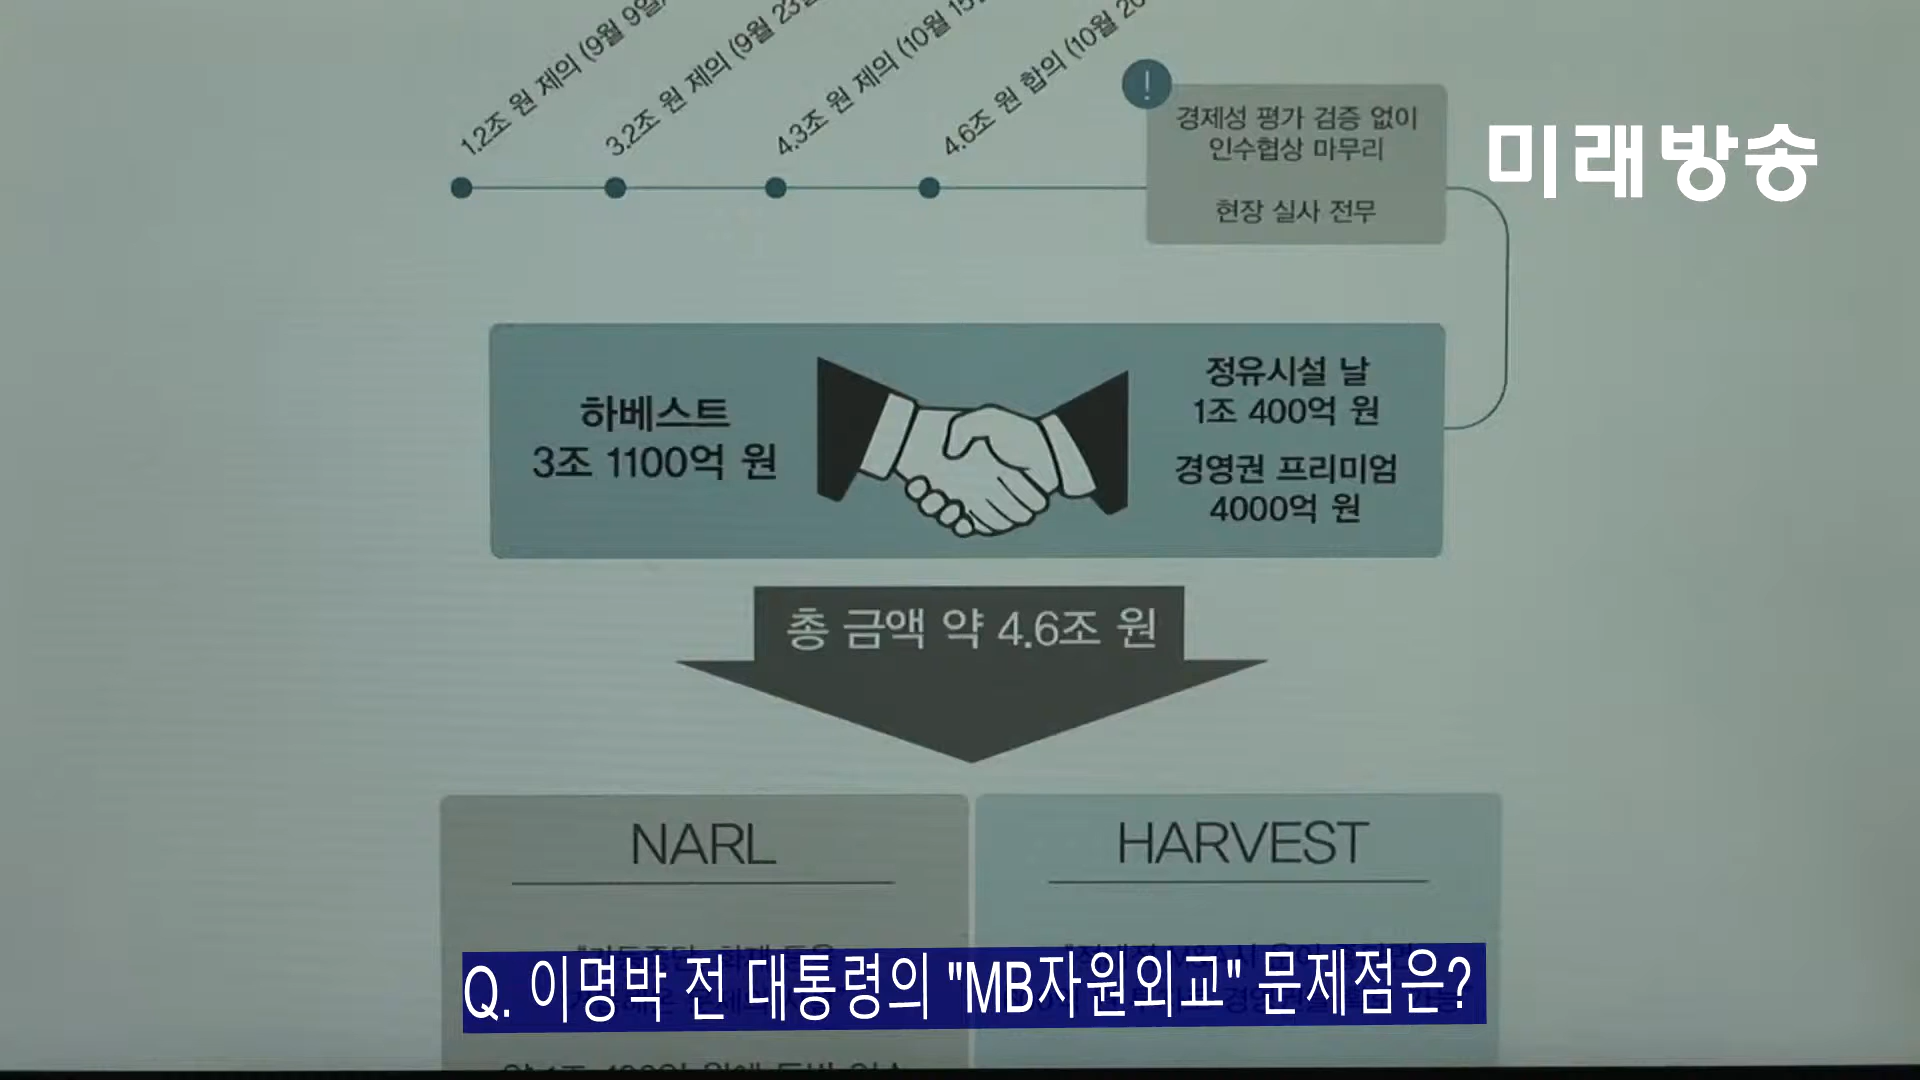 1.2조 원 제의 (9월 9일
3.2조 원 제의 (9월 23일
4.3조 원 제의 (10월 15
4.6조 원 합의 (10월 20
!
경제성 평가 검증 없이
인수협상 마무리
현장 실사 전무
미래방송
하베스트
3조 1100억 원
정유시설 날
1조 400억 원
경영권 프리미엄
4000억 원
총 금액 약 4.6조 원
NARL
HARVEST
Q. 이명박 전 대통령의 "MB자원외교" 문제점은?